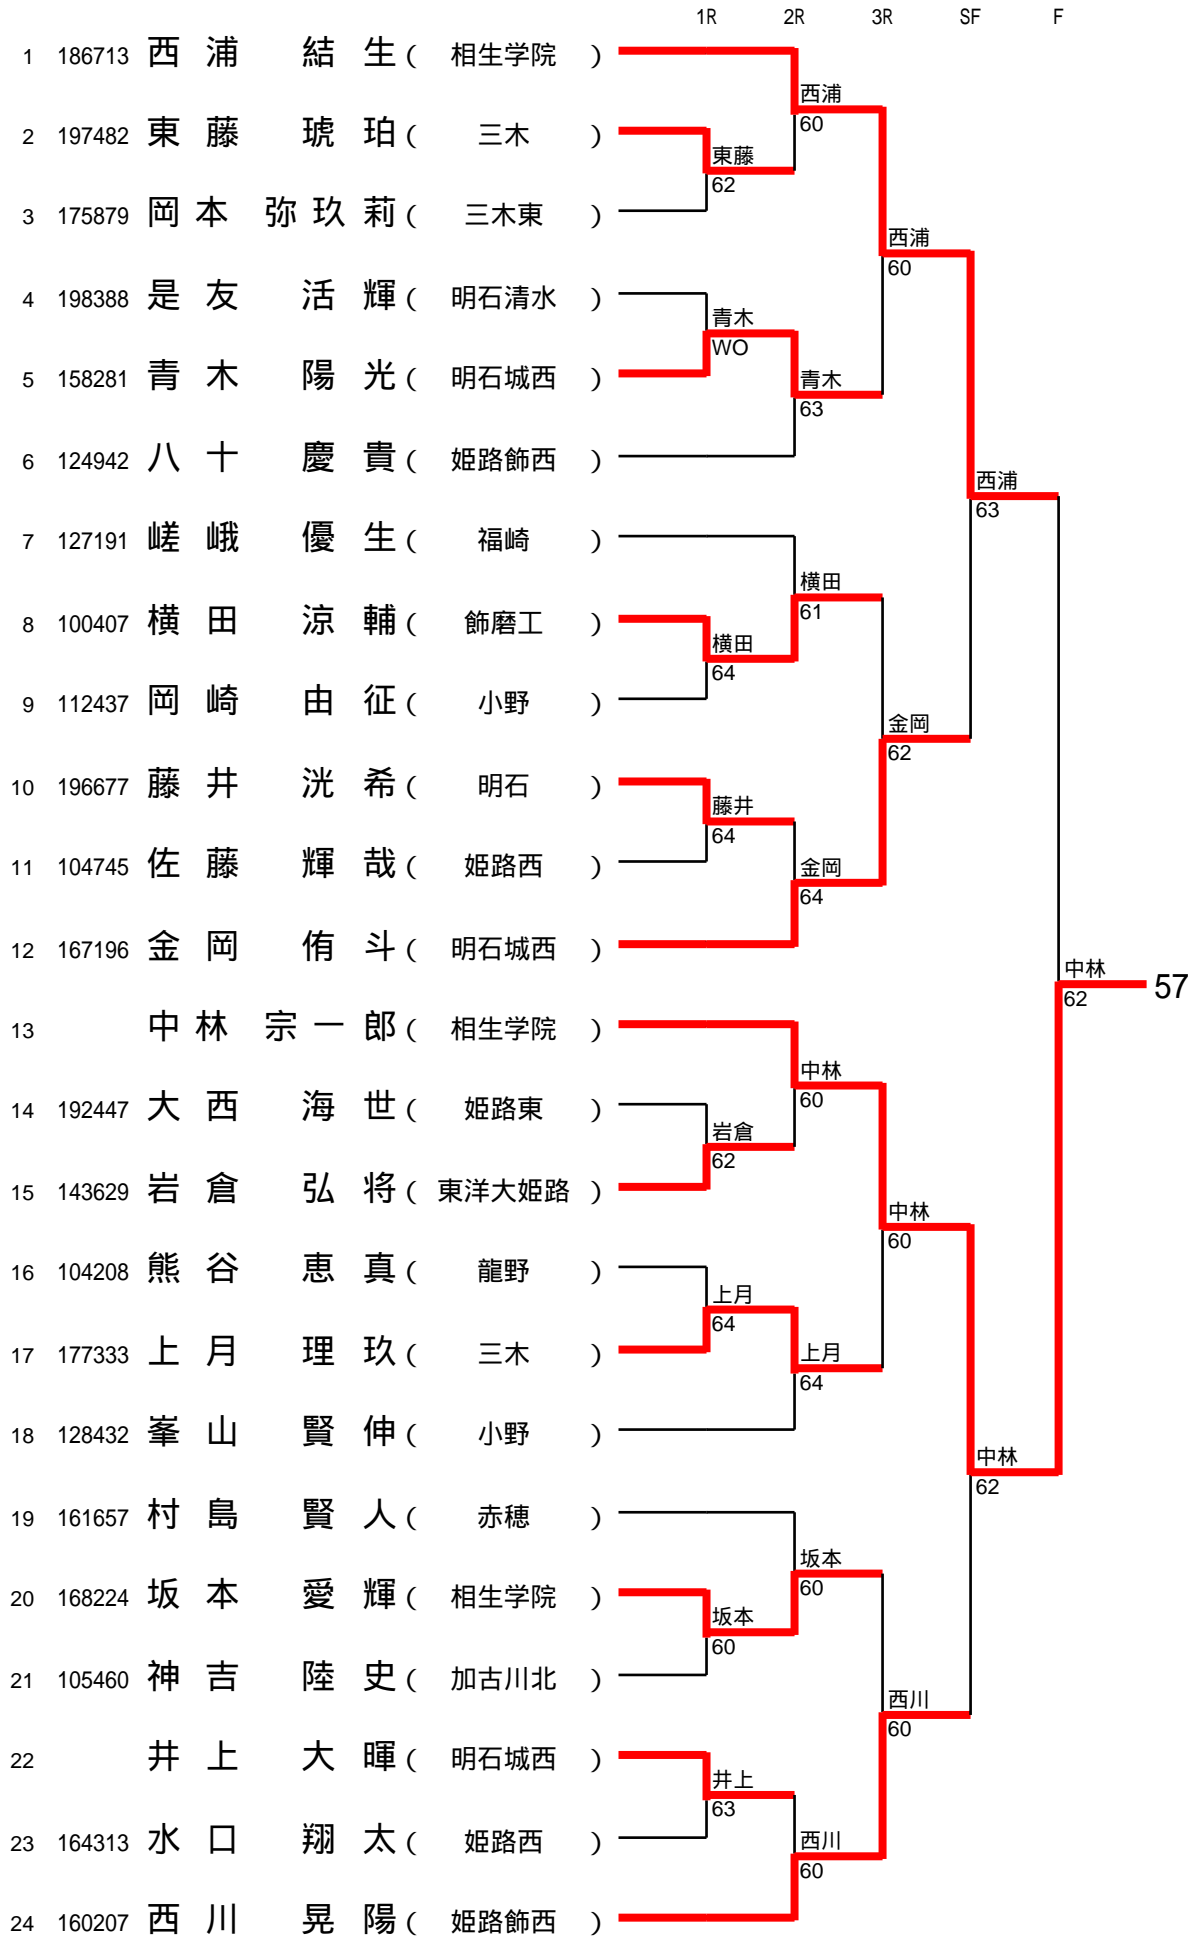 1R 2R 3R SF F
1 186713 西浦 結生 ( 相生学院 )
西浦
60
2 197482 東藤 琥珀 ( 三木 )
東藤
62
3 175879 岡本 弥玖莉 ( 三木東 )
西浦
60
4 198388 是友 活輝 ( 明石清水 )
青木
WO
5 158281 青木 陽光 ( 明石城西 )
青木
63
6 124942 八十 慶貴 ( 姫路飾西 )
西浦
63
7 127191 嵯峨 優生 ( 福崎 )
横田
61
8 100407 横田 涼輔 ( 飾磨工 )
横田
64
9 112437 岡崎 由征 ( 小野 )
金岡
62
10 196677 藤井 洸希 ( 明石 )
藤井
64
11 104745 佐藤 輝哉 ( 姫路西 )
金岡
64
12 167196 金岡 侑斗 ( 明石城西 )
中林
62
57
13 中林 宗一郎 ( 相生学院 )
中林
60
14 192447 大西 海世 ( 姫路東 )
岩倉
62
15 143629 岩倉 弘将 ( 東洋大姫路 )
中林
60
16 104208 熊谷 恵真 ( 龍野 )
上月
64
17 177333 上月 理玖 ( 三木 )
上月
64
18 128432 峯山 賢伸 ( 小野 )
中林
62
19 161657 村島 賢人 ( 赤穂 )
坂本
60
20 168224 坂本 愛輝 ( 相生学院 )
坂本
60
21 105460 神吉 陸史 ( 加古川北 )
西川
60
22 井上 大暉 ( 明石城西 )
井上
63
23 164313 水口 翔太 ( 姫路西 )
西川
60
24 160207 西川 晃陽 ( 姫路飾西 )